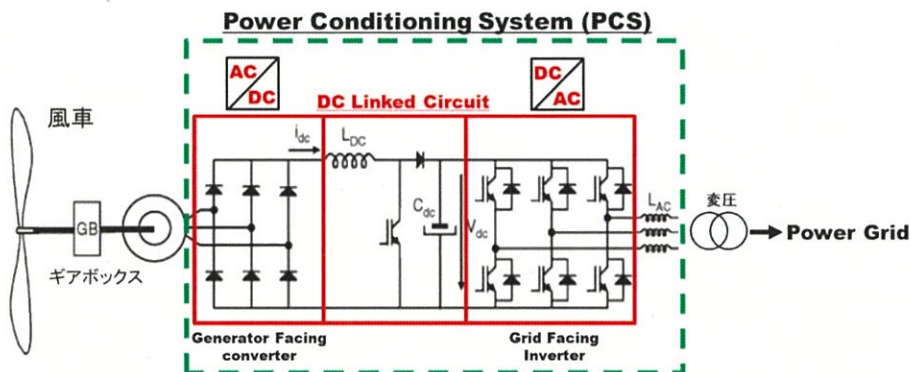 Power Conditioning System (PCS)
AC
DC
DC
AC
DC Linked Circuit
風車
idc
LDC
GB
Cdc
Vdc
LAC
変圧
Power Grid
ギアボックス
Generator Facing
converter
Grid Facing
Inverter